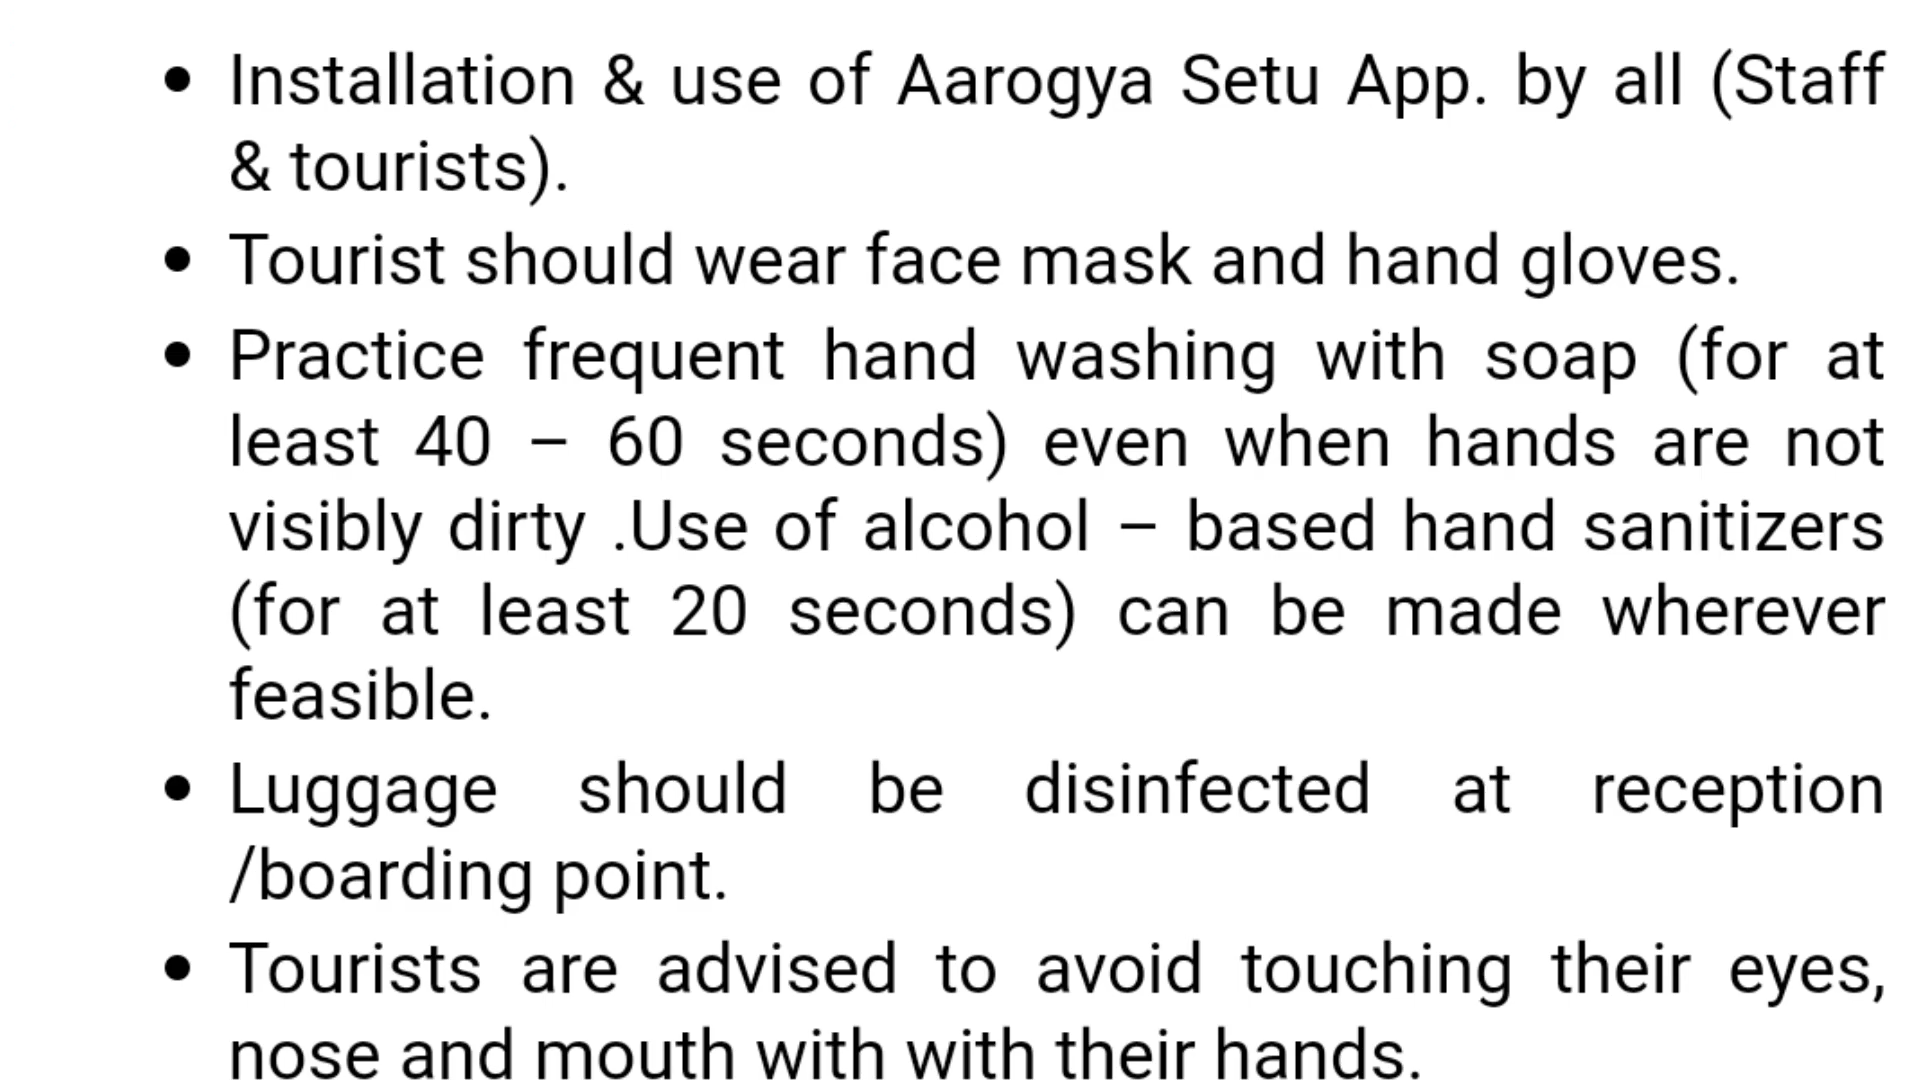 • Installation & use of Aarogya Setu App. by all (Staff
& tourists).
• Tourist should wear face mask and hand gloves.
• Practice frequent hand washing with soap (for at
least 40 – 60 seconds) even when hands are not
visibly dirty .Use of alcohol – based hand sanitizers
(for at least 20 seconds) can be made wherever
feasible.
• Luggage should be disinfected at reception
/boarding point.
• Tourists are advised to avoid touching their eyes,
nose and mouth with with their hands.